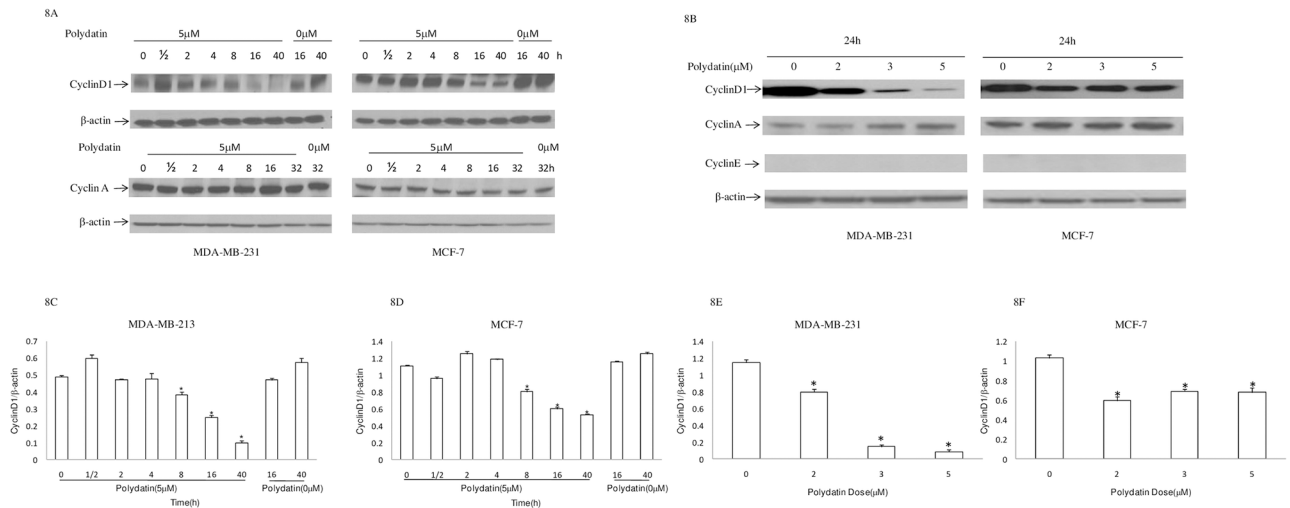 8A
Polydatin 5μM 0μM
0 ½ 2 4 8 16 40 16 40
5μM 0μM
0 ½ 2 4 8 16 40 16 40 h
CyclinD1
β-actin
Polydatin 5μM 0μM
0 ½ 2 4 8 16 32 32
5μM 0μM
0 ½ 2 4 8 16 32 32h
Cyclin A
β-actin
MDA-MB-231
MCF-7
8B
24h
24h
Polydatin(μM) 0 2 3 5
0 2 3 5
CyclinD1
CyclinA
CyclinE
β-actin
MDA-MB-231
MCF-7
8C
MDA-MB-213
CyclinD1/β-actin
0.7
0.6
0.5
0.4
0.3
0.2
0.1
0
* * *
0 1/2 2 4 8 16 40 16 40
Polydatin(5μM) Polydatin(0μM)
Time(h)
8D
MCF-7
CyclinD1/β-actin
1.4
1.2
1
0.8
0.6
0.4
0.2
0
* * *
0 1/2 2 4 8 16 40 16 40
Polydatin(5μM) Polydatin(0μM)
Time(h)
8E
MDA-MB-231
CyclinD1/β-actin
1.4
1.2
1
0.8
0.6
0.4
0.2
0
* * *
0 2 3 5
Polydatin Dose(μM)
8F
MCF-7
CyclinD1/β-actin
1.2
1
0.8
0.6
0.4
0.2
0
* * *
0 2 3 5
Polydatin Dose(μM)